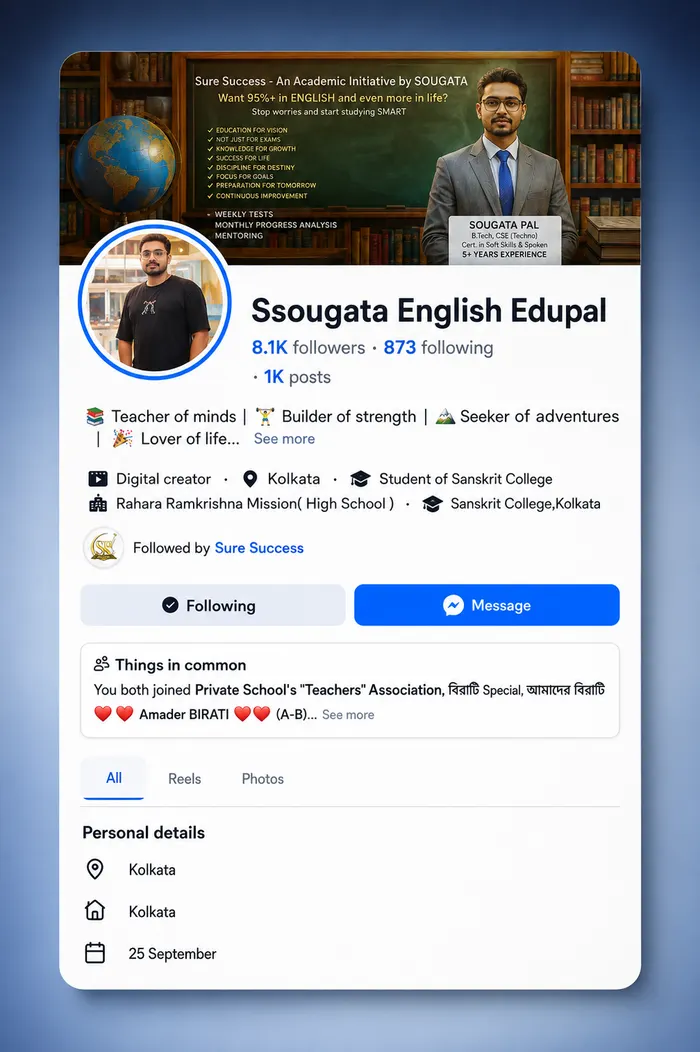 Sure Success - An Academic Initiative by SOUGATA
Want 95%+ in ENGLISH and even more in life?
Stop worries and start studying SMART
✓ EDUCATION FOR VISION
✓ NOT JUST FOR EXAMS
✓ KNOWLEDGE FOR GROWTH
✓ SUCCESS FOR LIFE
✓ DISCIPLINE FOR DESTINY
✓ FOCUS FOR GOALS
✓ PREPARATION FOR TOMORROW
✓ CONTINUOUS IMPROVEMENT
- WEEKLY TESTS
MONTHLY PROGRESS ANALYSIS
MENTORING
SOUGATA PAL
B.Tech, CSE (Techno)
Cert. in Soft Skills & Spoken
5+ YEARS EXPERIENCE
Ssougata English Edupal
8.1K followers · 873 following
· 1K posts
📚 Teacher of minds | 🏋️ Builder of strength | 🏔️ Seeker of adventures
| 🎉 Lover of life... See more
Digital creator · Kolkata · Student of Sanskrit College
Rahara Ramkrishna Mission( High School ) · Sanskrit College,Kolkata
SS
Followed by Sure Success
Following
Message
Things in common
You both joined Private School's "Teachers" Association, বিরাটি Special, আমাদের বিরাটি
❤️ ❤️ Amader BIRATI ❤️❤️ (A-B)... See more
All Reels Photos
Personal details
Kolkata
Kolkata
25 September